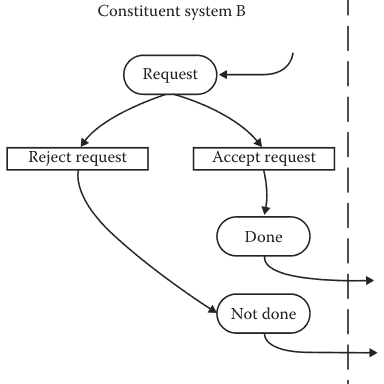 Constituent system B
Request
Reject request
Accept request
Done
Not done